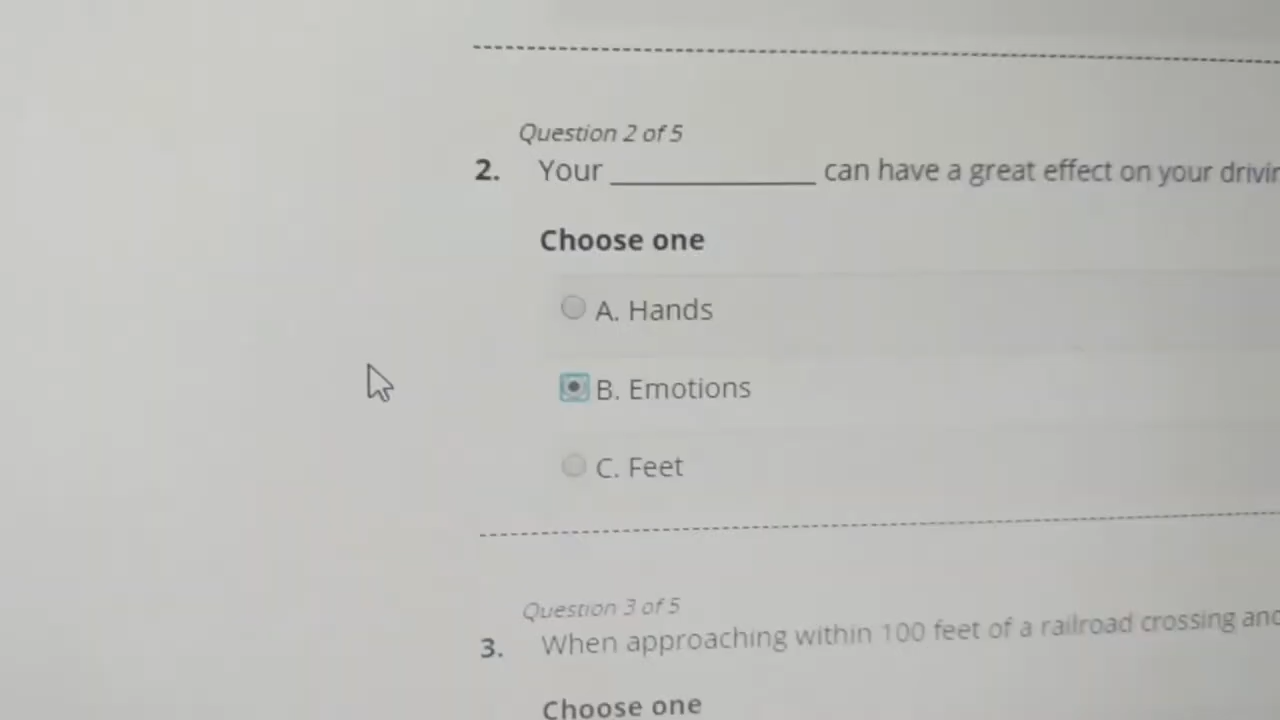 Question 2 of 5
2. Your ______________ can have a great effect on your
Choose one
A. Hands
B. Emotions
C. Feet
Question 3 of 5
3. When approaching within 100 feet of a railroad crossing
Choose one